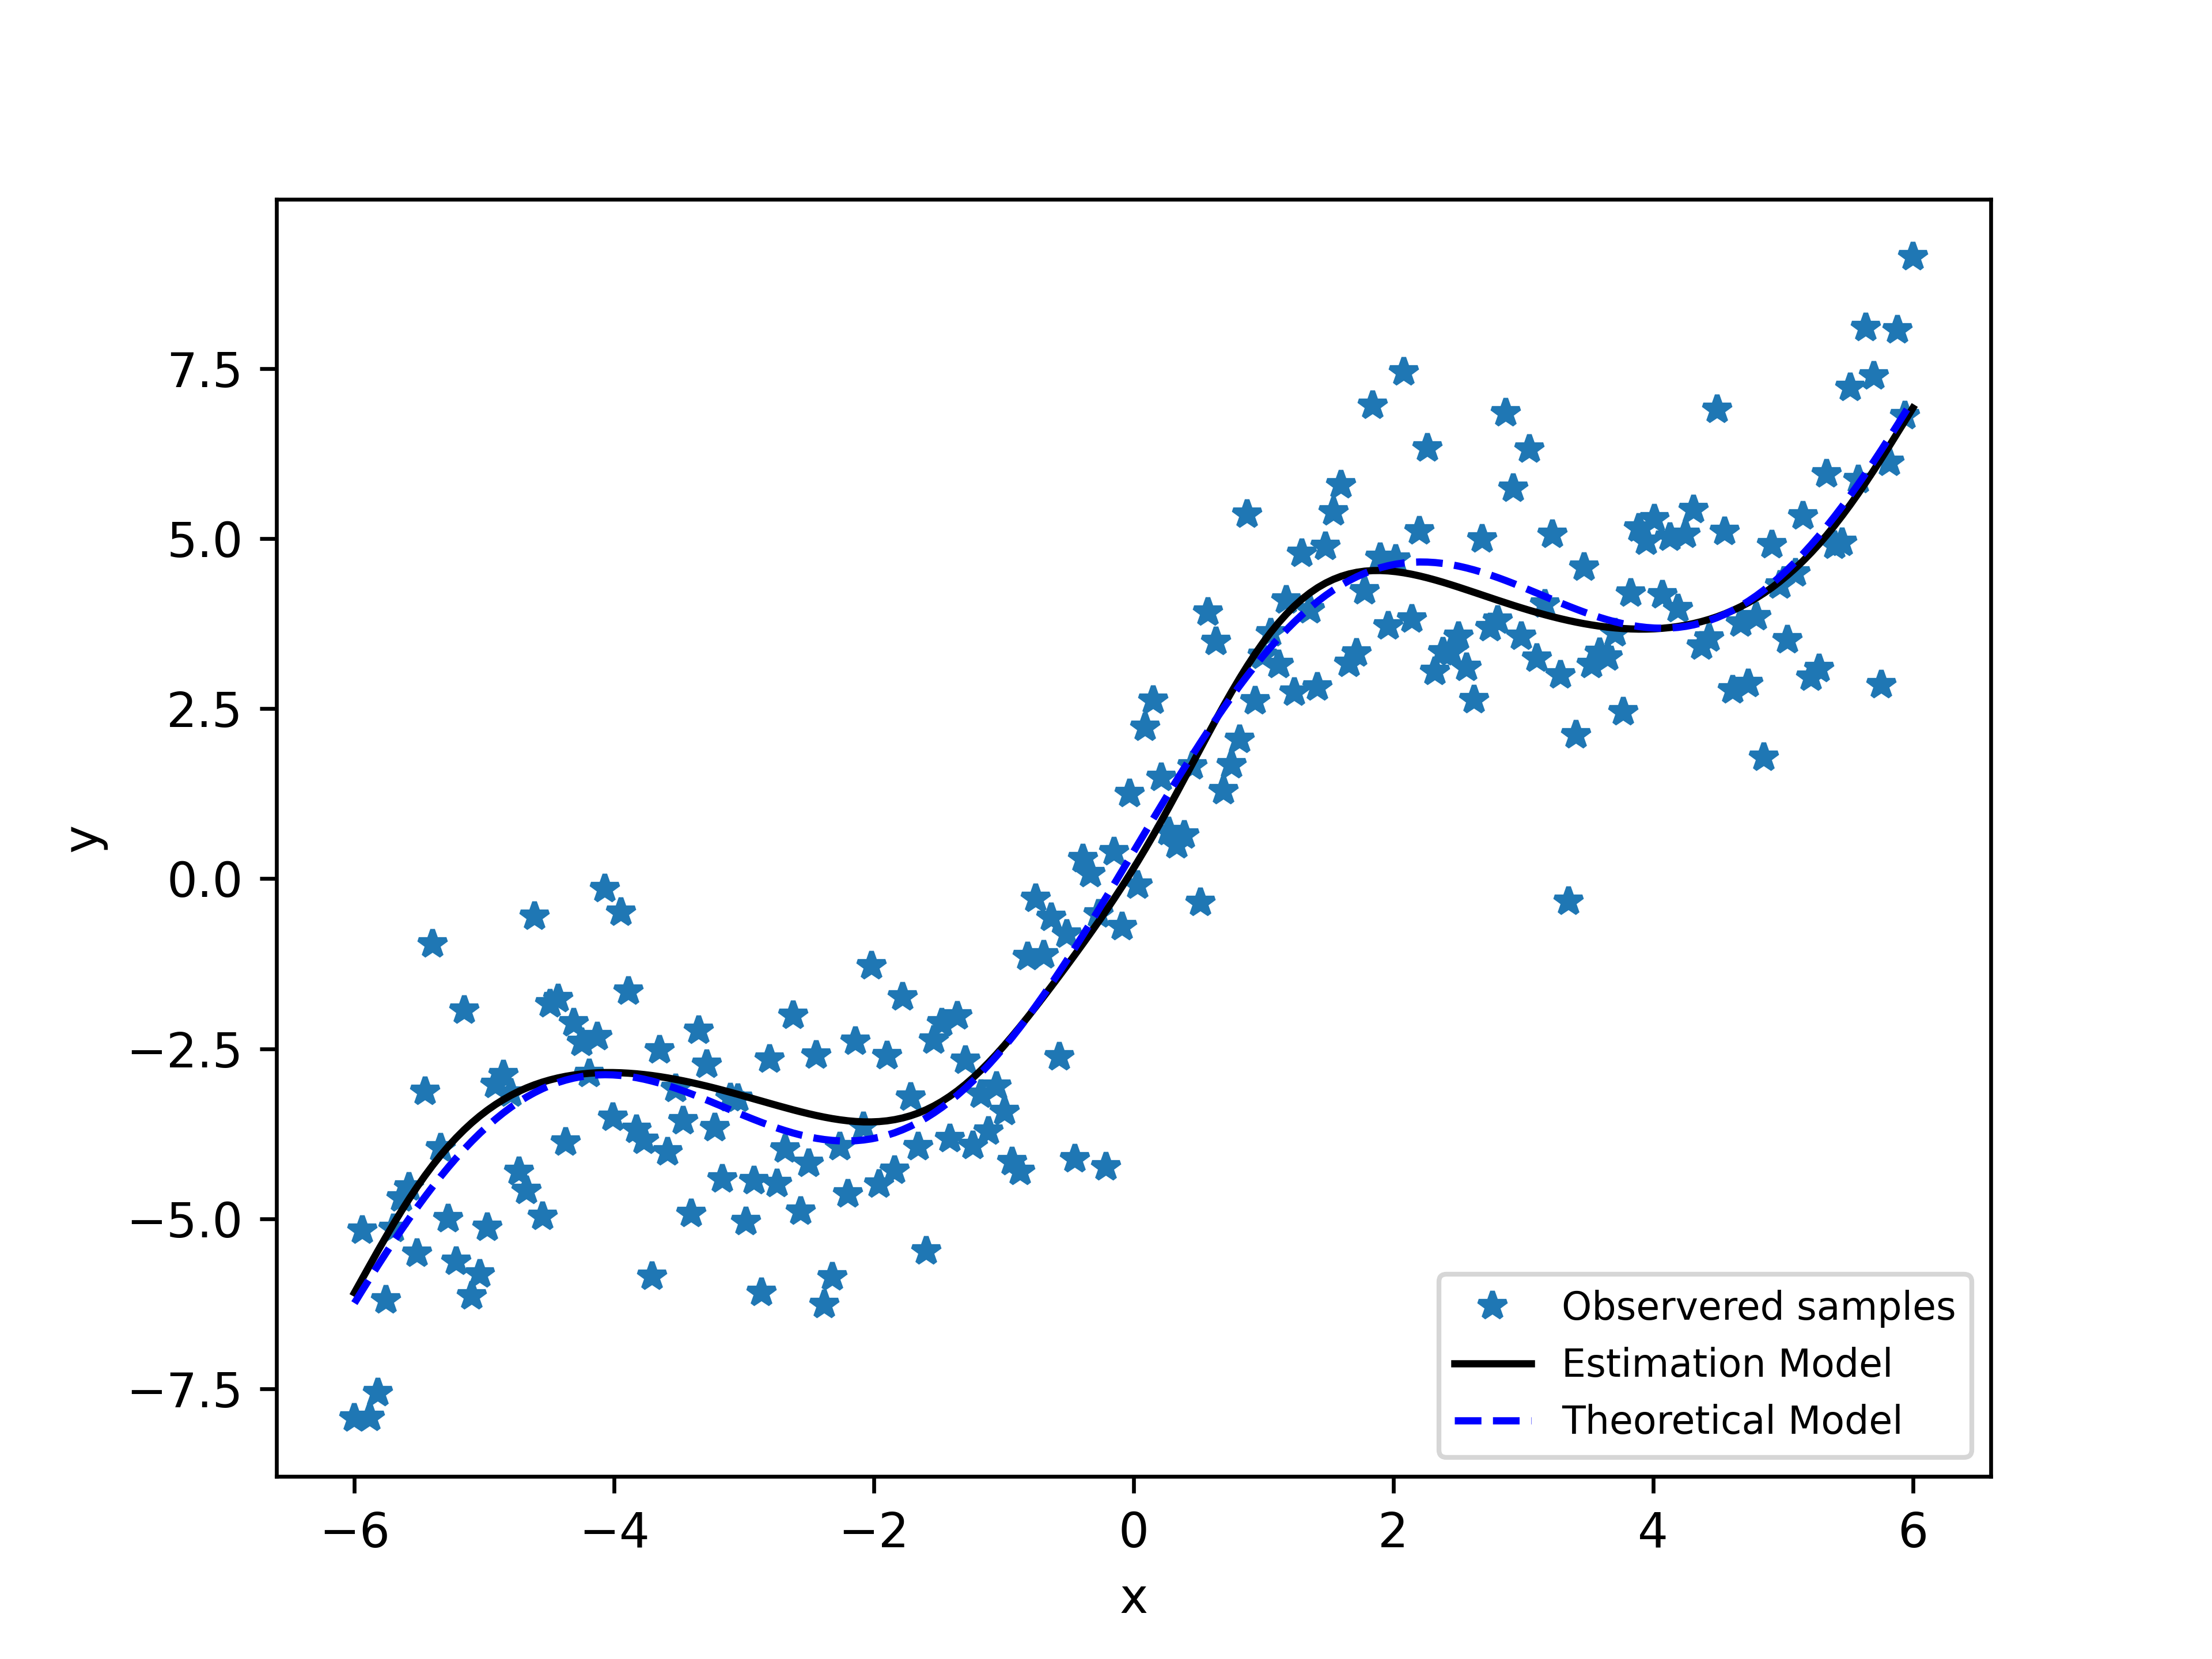 7.5
5.0
2.5
0.0
−2.5
−5.0
−7.5
y
−6 −4 −2 0 2 4 6
x
Observered samples
Estimation Model
Theoretical Model